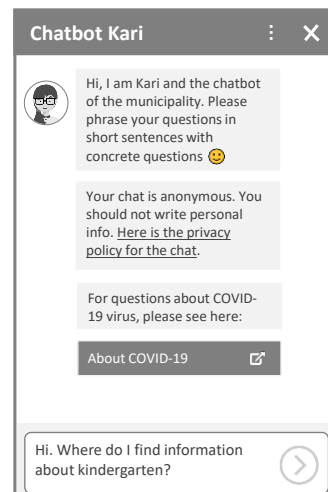 Chatbot Kari
Hi, I am Kari and the chatbot
of the municipality. Please
phrase your questions in
short sentences with
concrete questions 🙂
Your chat is anonymous. You
should not write personal
info. Here is the privacy
policy for the chat.
For questions about COVID-
19 virus, please see here:
About COVID-19
Hi. Where do I find information
about kindergarten?